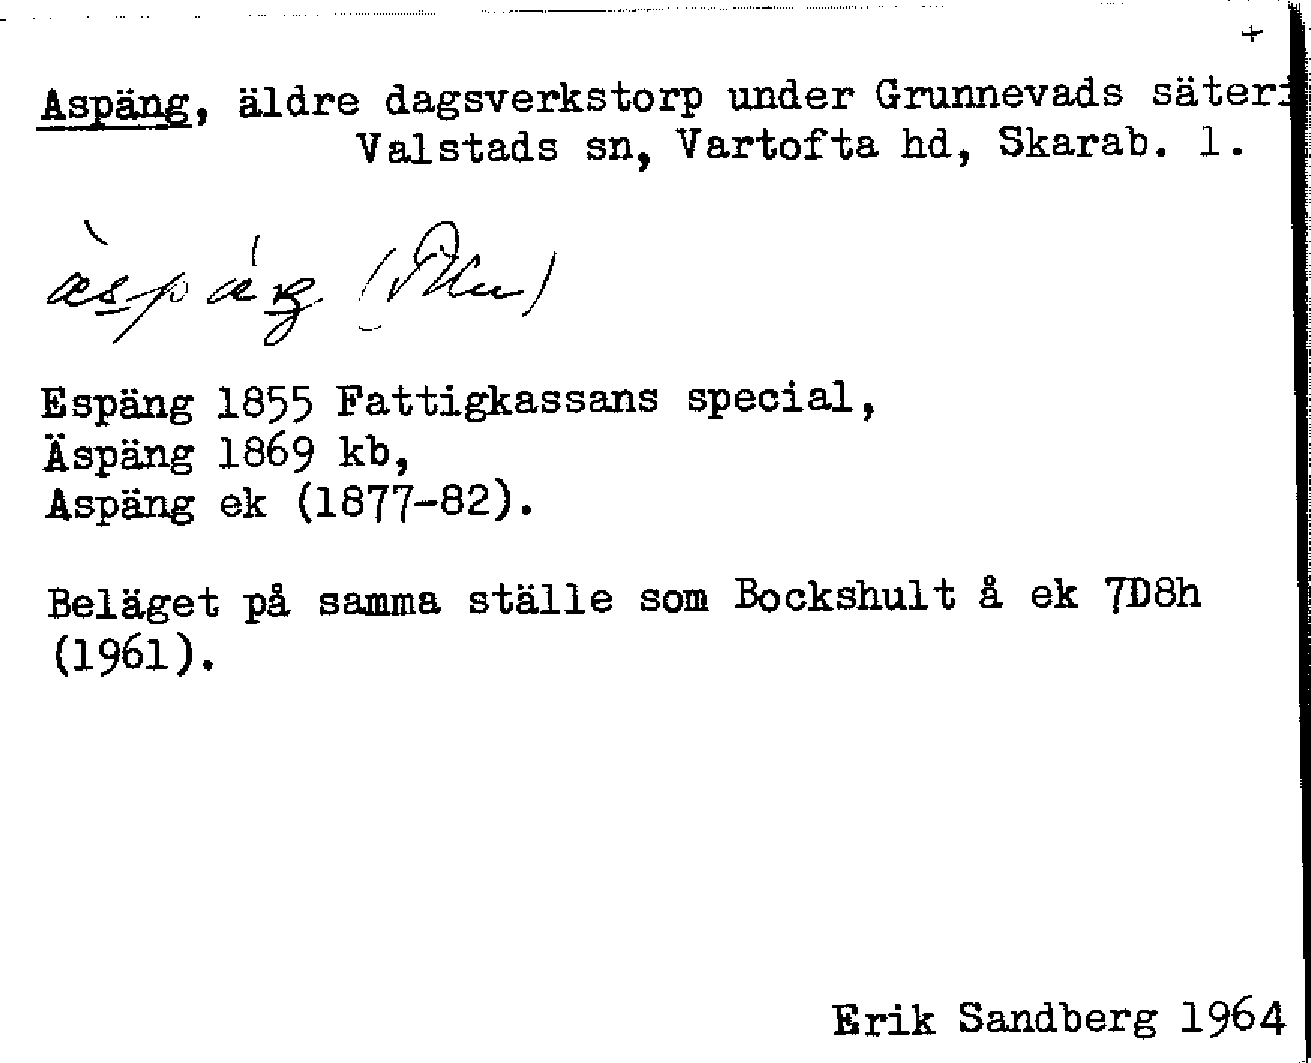 +
Aspäng, äldre dagsverkstorp under Grunnevads säteri
Valstads sn, Vartofta hd, Skarab. l.
Espäng 1855 Fattigkassans special,
Äspäng 1869 kb,
Aspäng ek (1877-82).
Beläget på samma ställe som Bockshult å ek 7D8h
(1961).
Erik Sandberg 1964